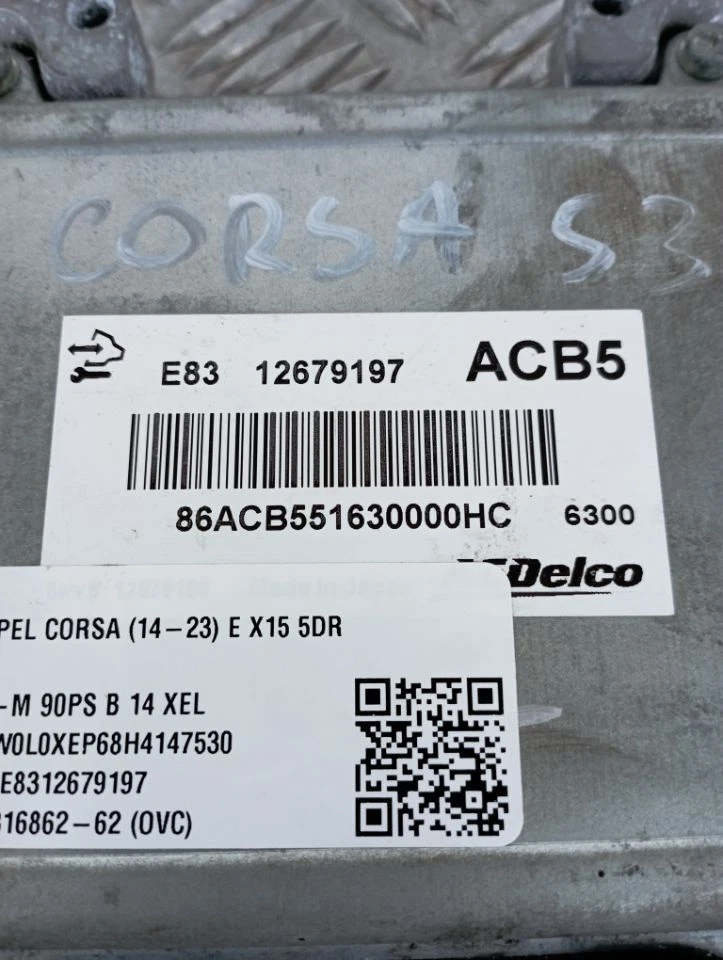 CORSA S3
E83 12679197 ACB5
86ACB551630000HC 6300
Delco
PEL CORSA (14-23) E X15 5DR
-M 90PS B 14 XEL
W0L0XEP68H4147530
E8312679197
316862-62 (OVC)